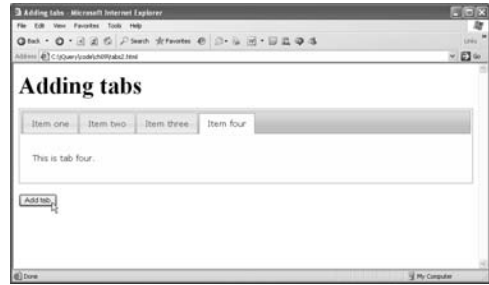 Adding tabs - Microsoft Internet Explorer
File Edit View Favorites Tools Help
Back Search Favorites
Address C:\jQuery\code\ch09\tabs2.html Go
Adding tabs
Item one Item two Item three Item four
This is tab four.
Add tab
Done My Computer